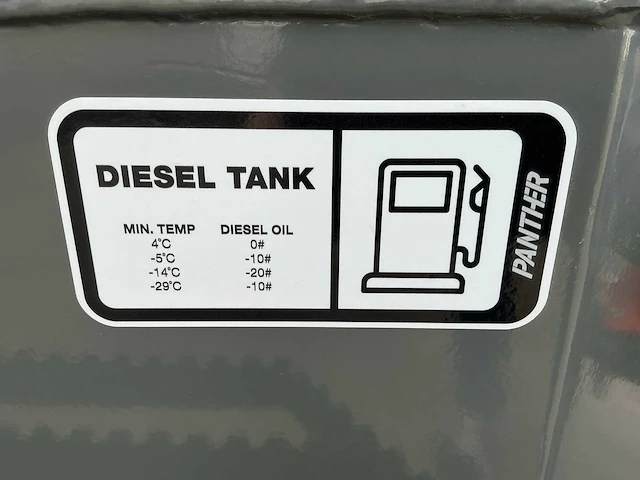 DIESEL TANK
MIN. TEMP DIESEL OIL
4°C 0#
-5°C -10#
-14°C -20#
-29°C -10#
PANTHER